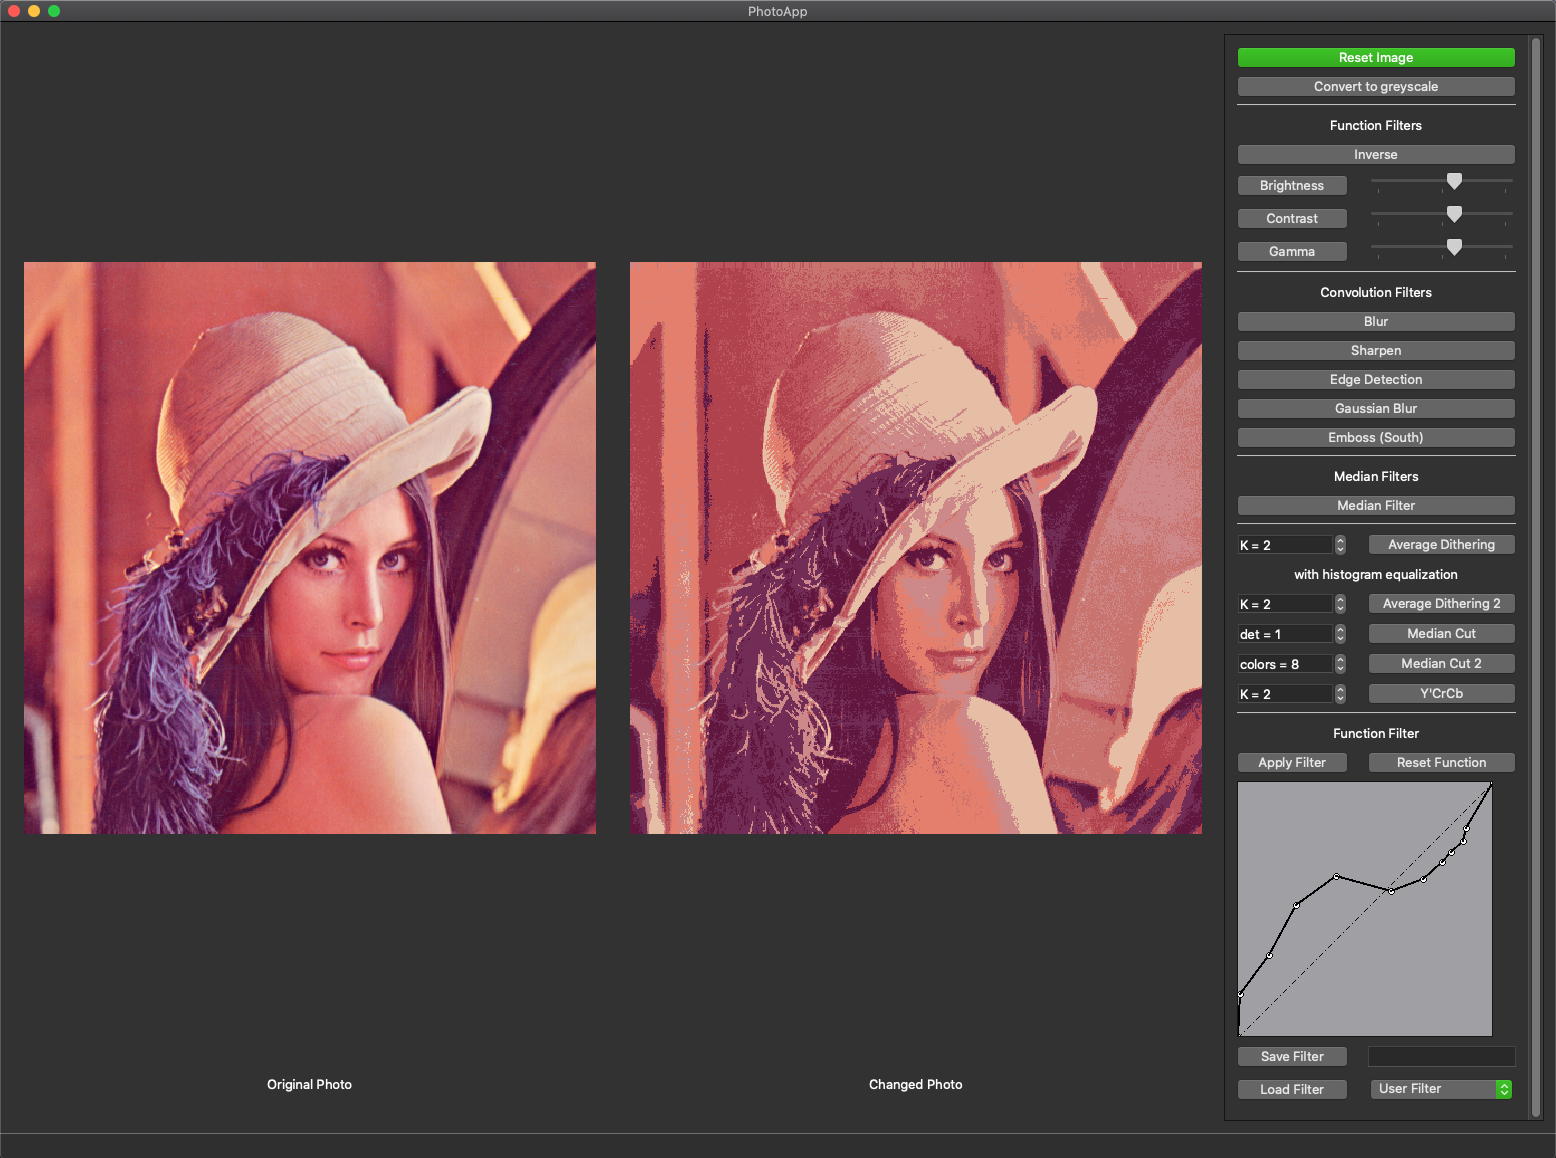 PhotoApp
Reset Image
Convert to greyscale
Function Filters
Inverse
Brightness
Contrast
Gamma
Convolution Filters
Blur
Sharpen
Edge Detection
Gaussian Blur
Emboss (South)
Median Filters
Median Filter
K = 2 Average Dithering
with histogram equalization
K = 2 Average Dithering 2
det = 1 Median Cut
colors = 8 Median Cut 2
K = 2 Y'CrCb
Function Filter
Apply Filter Reset Function
Save Filter
Load Filter User Filter
Original Photo
Changed Photo